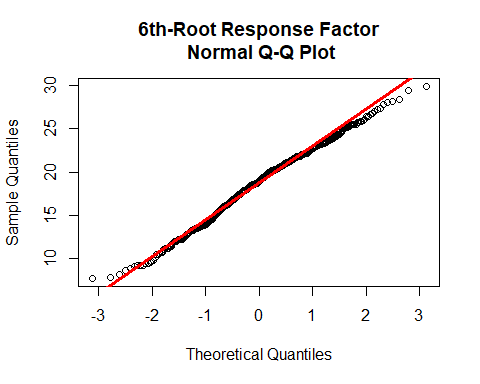 6th-Root Response Factor
Normal Q-Q Plot
Sample Quantiles
30
25
20
15
10
-3 -2 -1 0 1 2 3
Theoretical Quantiles